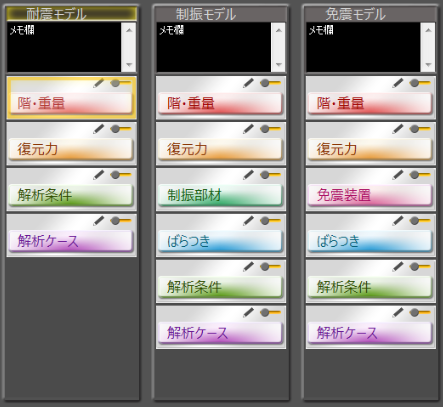 耐震モデル
メモ欄
階・重量
復元力
解析条件
解析ケース
制振モデル
メモ欄
階・重量
復元力
制振部材
ばらつき
解析条件
解析ケース
免震モデル
メモ欄
階・重量
復元力
免震装置
ばらつき
解析条件
解析ケース